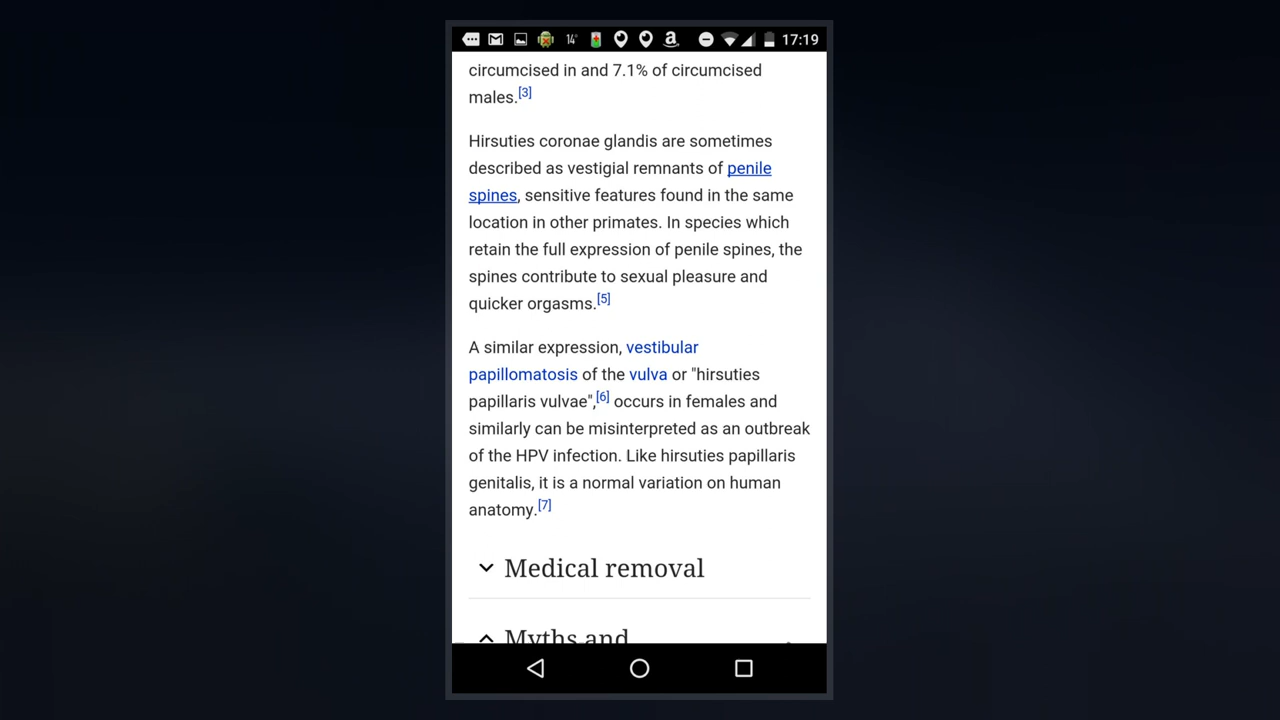 14°
17:19
circumcised in and 7.1% of circumcised
males.[3]
Hirsuties coronae glandis are sometimes
described as vestigial remnants of penile
spines, sensitive features found in the same
location in other primates. In species which
retain the full expression of penile spines, the
spines contribute to sexual pleasure and
quicker orgasms.[5]
A similar expression, vestibular
papillomatosis of the vulva or "hirsuties
papillaris vulvae",[6] occurs in females and
similarly can be misinterpreted as an outbreak
of the HPV infection. Like hirsuties papillaris
genitalis, it is a normal variation on human
anatomy.[7]
Medical removal
Myths and